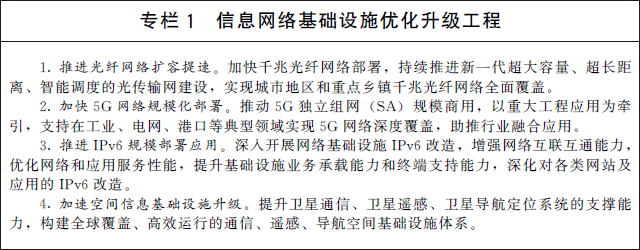 专栏1 信息网络基础设施优化升级工程
1. 推进光纤网络扩容提速。加快千兆光纤网络部署，持续推进新一代超大容量、超长距
离、智能调度的光传输网建设，实现城市地区和重点乡镇千兆光纤网络全面覆盖。
2. 加快 5G 网络规模化部署。推动 5G 独立组网（SA）规模商用，以重大工程应用为牵
引，支持在工业、电网、港口等典型领域实现 5G 网络深度覆盖，助推行业融合应用。
3. 推进 IPv6 规模部署应用。深入开展网络基础设施 IPv6 改造，增强网络互联互通能力，
优化网络和应用服务性能，提升基础设施业务承载能力和终端支持能力，深化对各类网站及
应用的 IPv6 改造。
4. 加速空间信息基础设施升级。提升卫星通信、卫星遥感、卫星导航定位系统的支撑能
力，构建全球覆盖、高效运行的通信、遥感、导航空间基础设施体系。